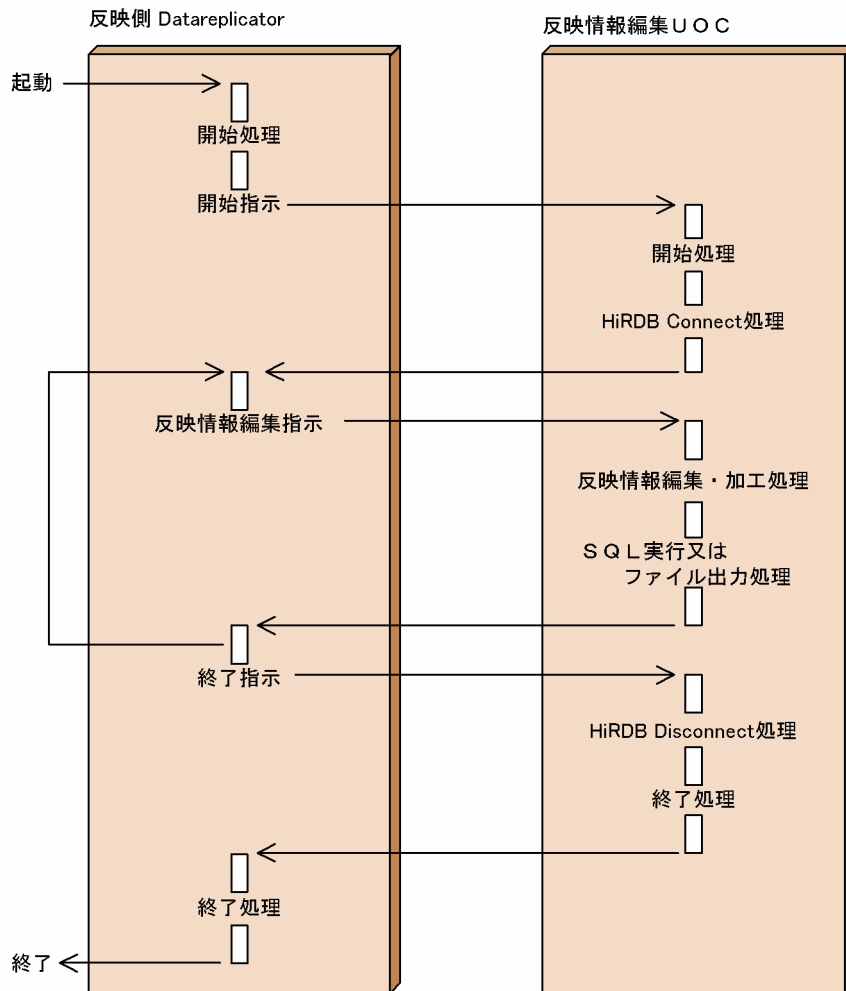 反映側 Datareplicator
反映情報編集ＵＯＣ
起動
開始処理
開始指示
開始処理
HiRDB Connect処理
反映情報編集指示
反映情報編集・加工処理
ＳＱＬ実行又は
ファイル出力処理
終了指示
HiRDB Disconnect処理
終了処理
終了処理
終了